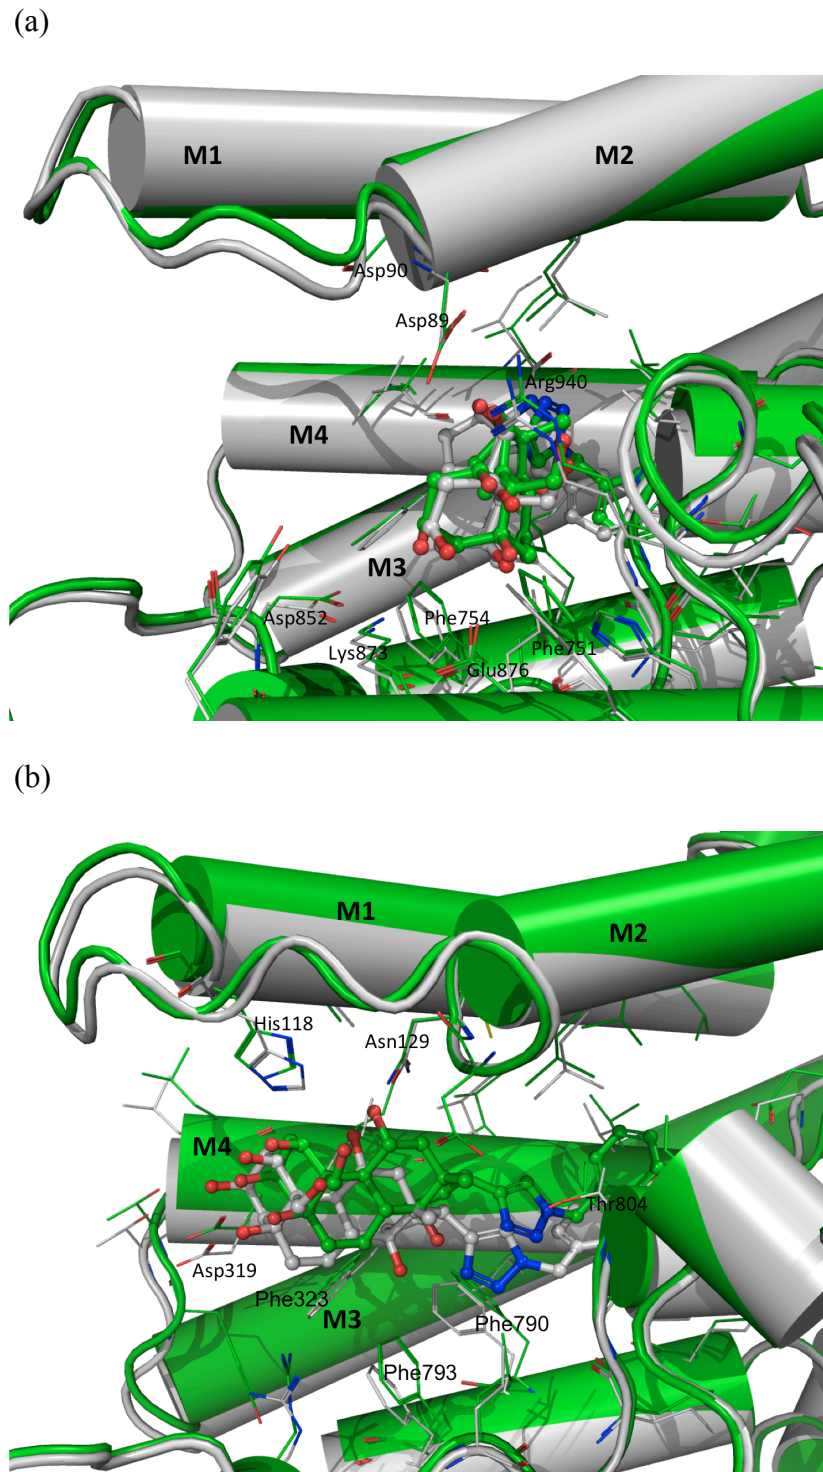 (a)
M1
M2
Asp90
Asp89
Arg940
M4
M3
Asp852
Phe754
Lys873
Phe751
Glu876
(b)
M1
M2
His118
Asn129
M4
Thr804
Asp319
Phe323
M3
Phe790
Phe793